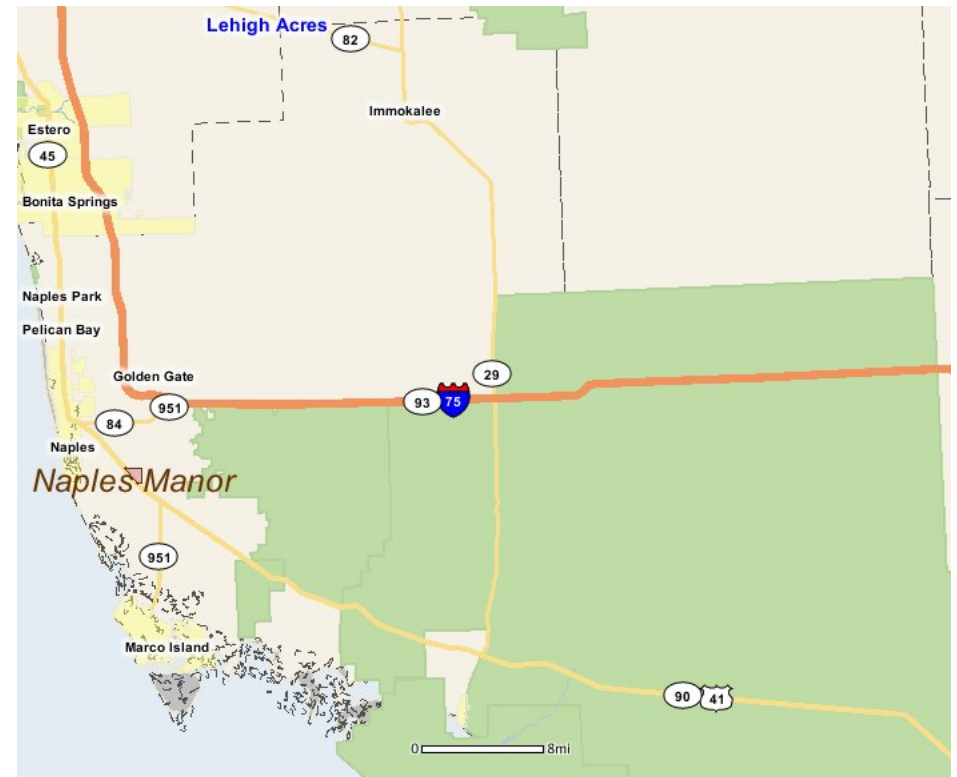 Lehigh Acres
82
Immokalee
Estero
45
Bonita Springs
Naples Park
Pelican Bay
Golden Gate
29
93
75
951
84
Naples
Naples Manor
951
Marco Island
90
41
0
8mi